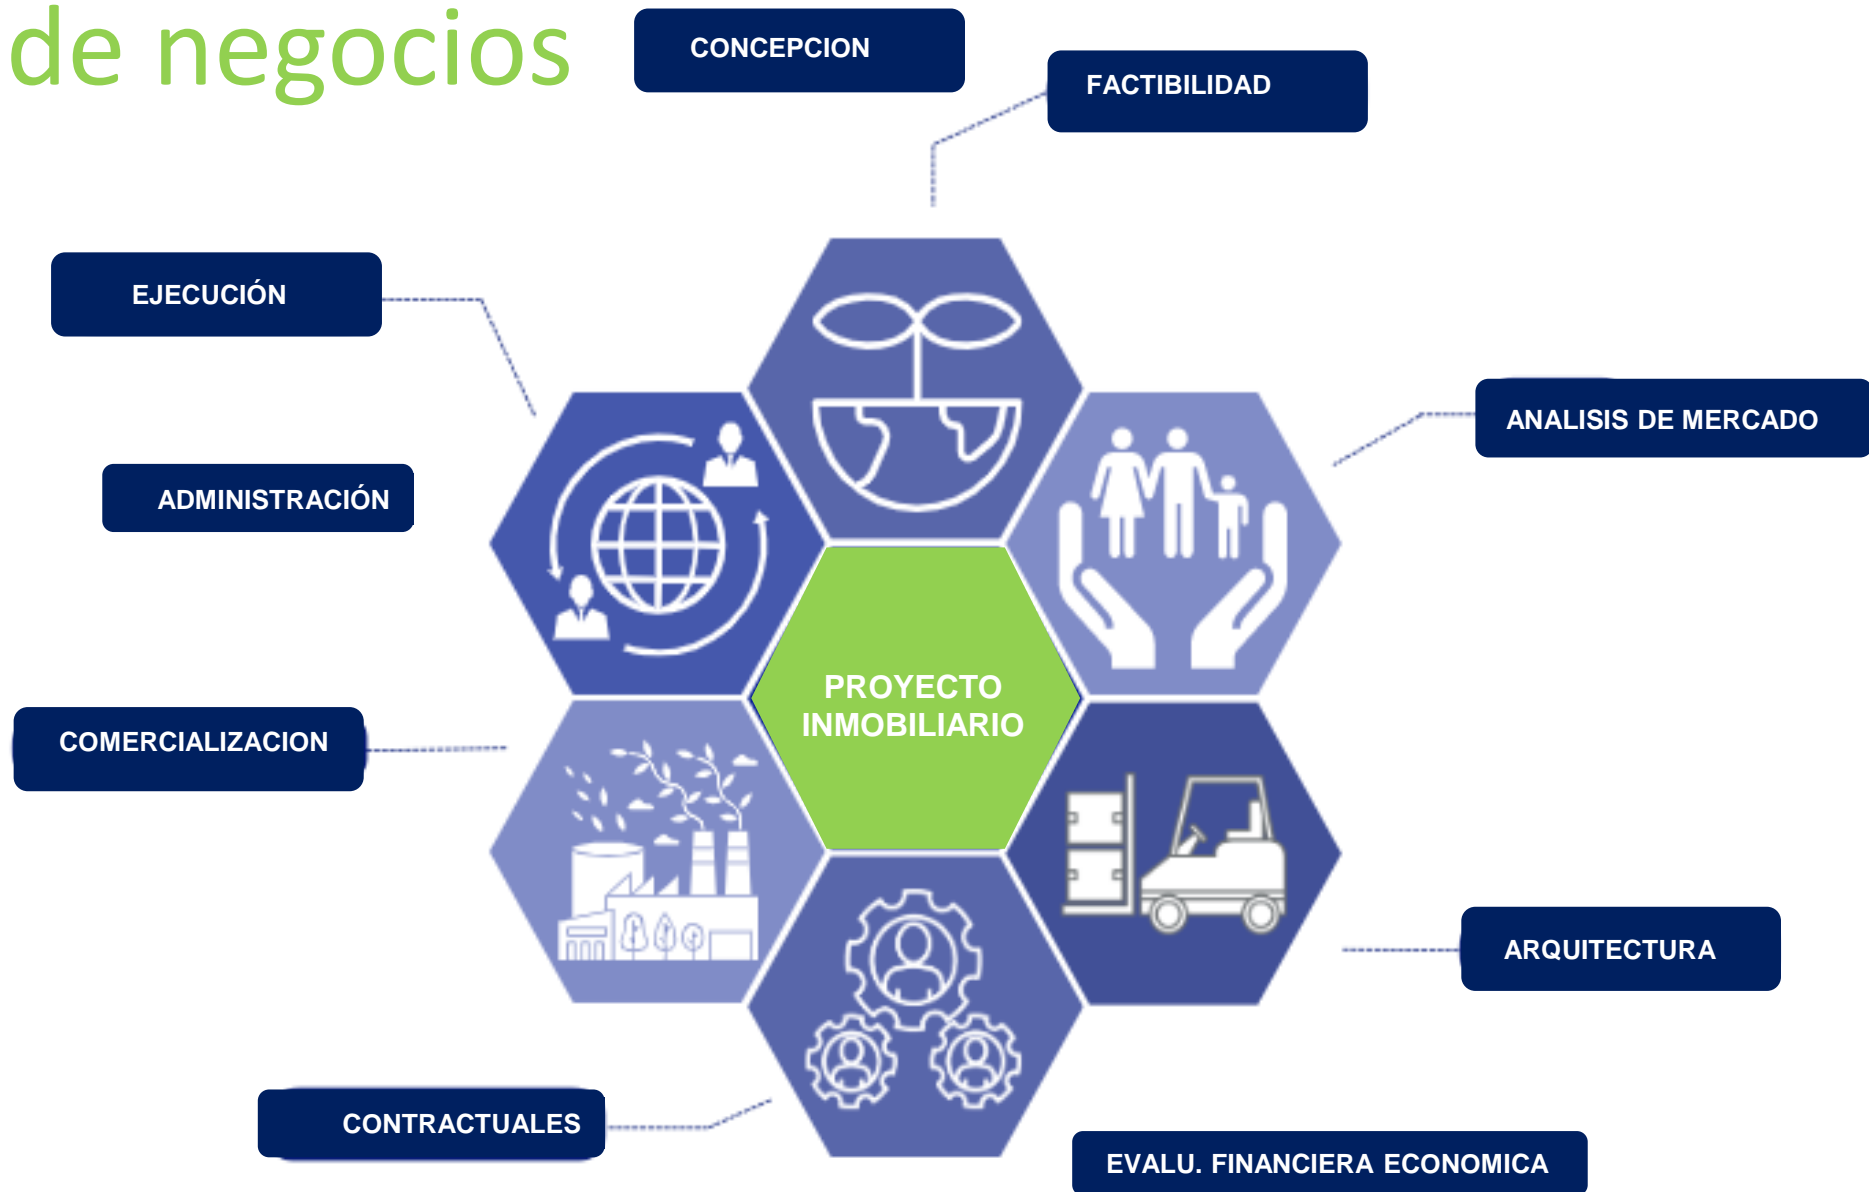 de negocios
CONCEPCION
FACTIBILIDAD
EJECUCIÓN
ANALISIS DE MERCADO
ADMINISTRACIÓN
PROYECTO
INMOBILIARIO
COMERCIALIZACION
ARQUITECTURA
CONTRACTUALES
EVALU. FINANCIERA ECONOMICA